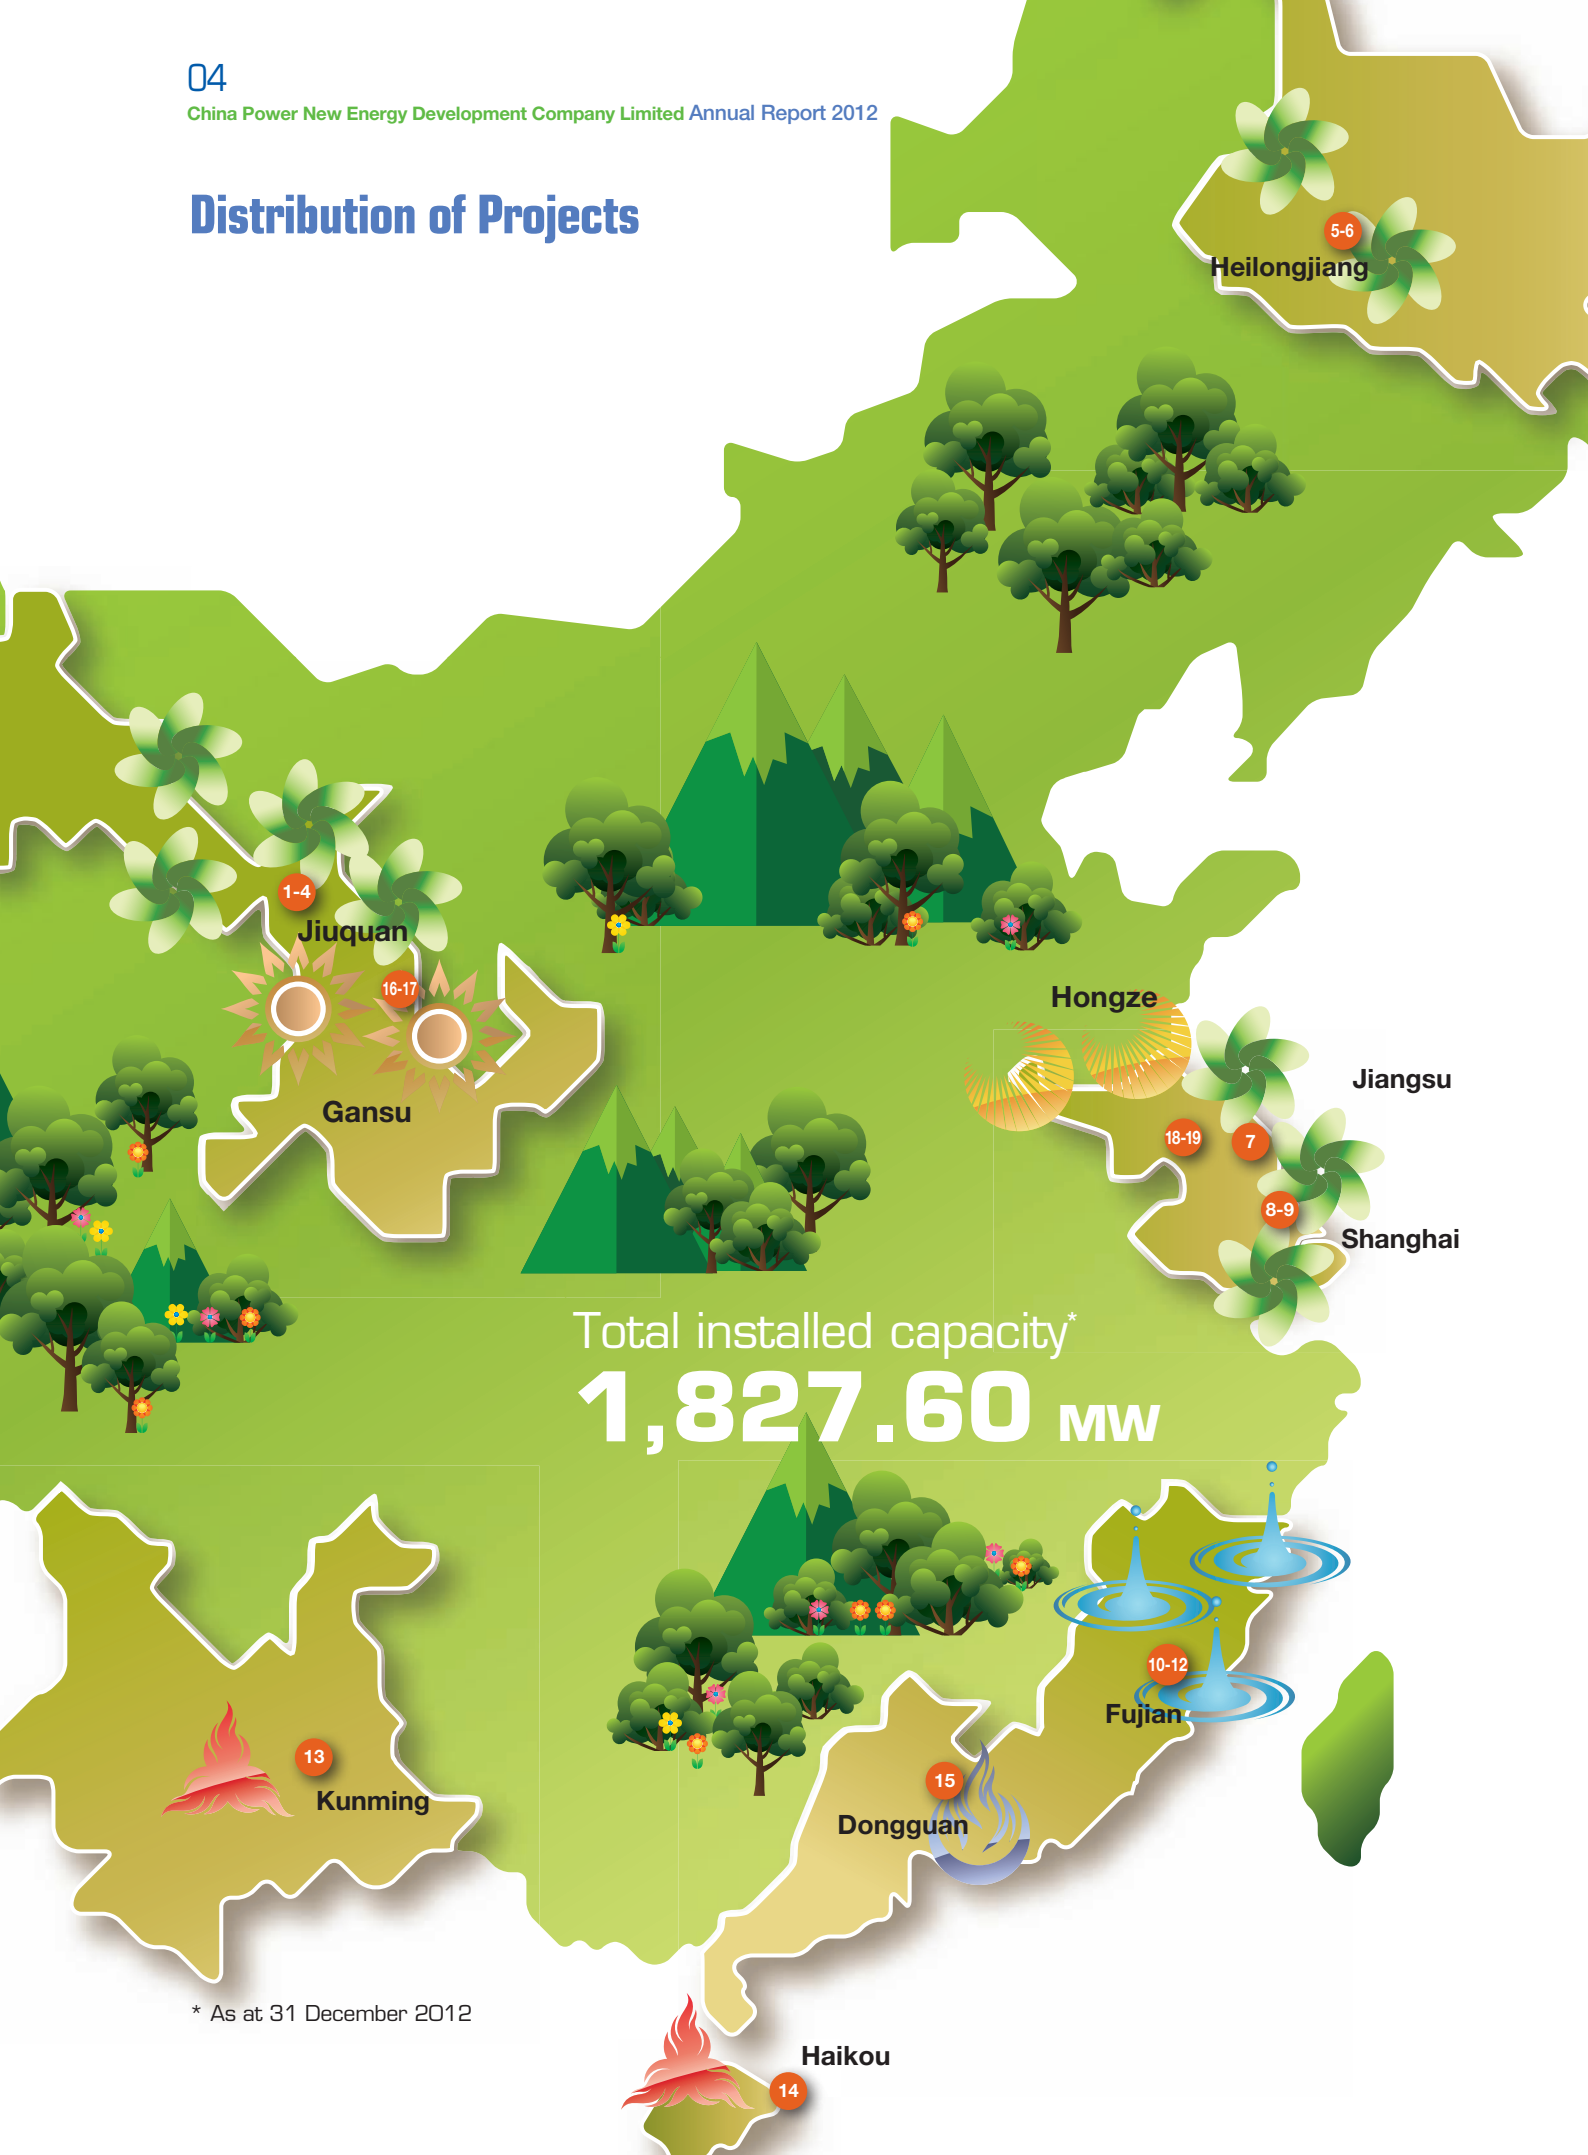 04
China Power New Energy Development Company Limited Annual Report 2012
Distribution of Projects
5-6
Heilongjiang
1-4
Jiuquan
16-17
Gansu
Hongze
Jiangsu
18-19
7
8-9
Shanghai
Total installed capacity*
1,827.60 MW
10-12
Fujian
13
Kunming
15
Dongguan
* As at 31 December 2012
Haikou
14